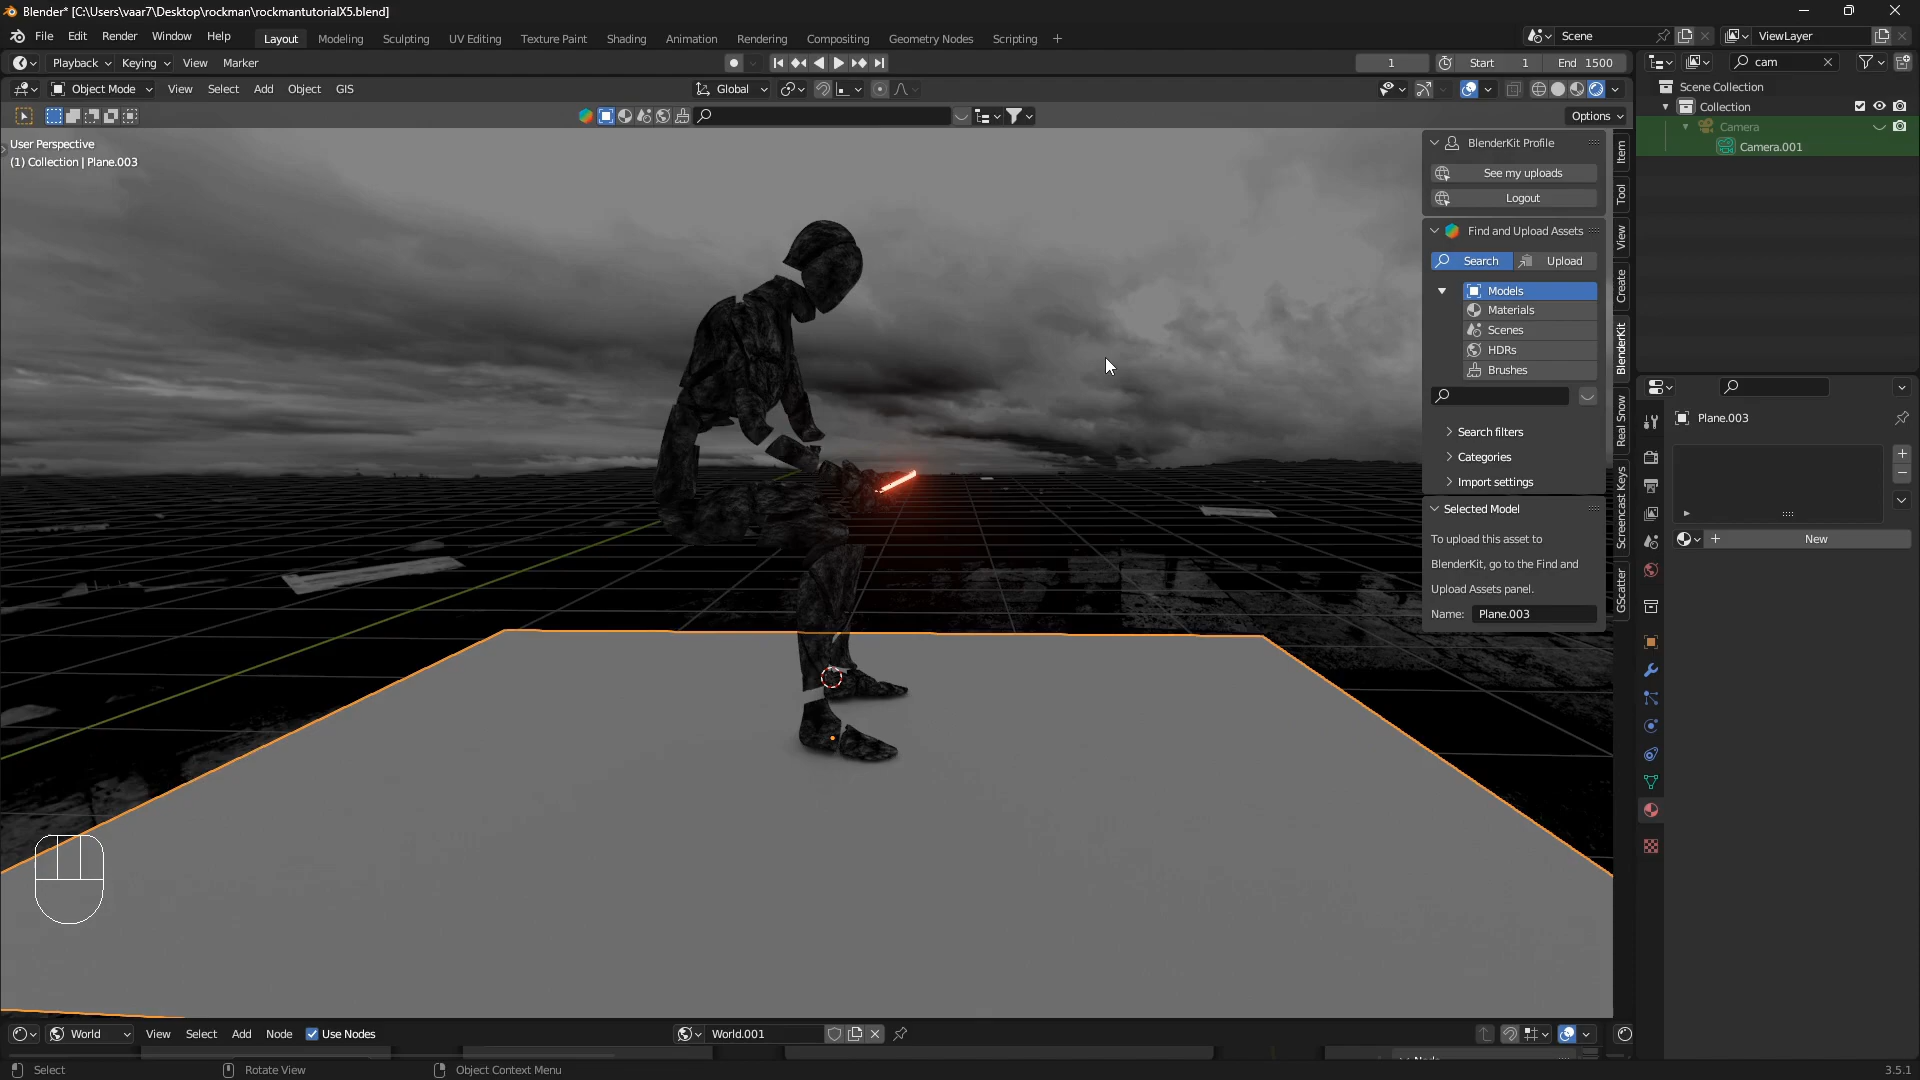 Blender* [C:\Users\vaar7\Desktop\rockman\rockmantutorialX5.blend]
File Edit Render Window Help Layout Modeling Sculpting UV Editing Texture Paint Shading Animation Rendering Compositing Geometry Nodes Scripting + Scene ViewLayer
Playback Keying View Marker 1 Start 1 End 1500 cam
Object Mode View Select Add Object GIS Global Scene Collection
Collection
Options
Camera
User Perspective
(1) Collection | Plane.003
Camera.001
BlenderKit Profile
See my uploads
Logout
Find and Upload Assets
Search Upload
Models
Materials
Scenes
HDRs
Brushes
Search filters
Categories
Import settings
Selected Model
To upload this asset to
BlenderKit, go to the Find and
Upload Assets panel.
Name: Plane.003
Item
Tool
View
Create
BlenderKit
Real Snow
Screencast Keys
GScatter
Plane.003
New
World View Select Add Node Use Nodes World.001
Select Rotate View Object Context Menu 3.5.1